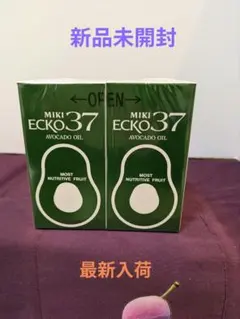 新品未開封
←OPEN→
MIKI MIKI
ECKO37 ECKO37
AVOCADO OIL AVOCADO OIL
MOST MOST
NUTRITIVE FRUIT NUTRITIVE FRUIT
最新入荷